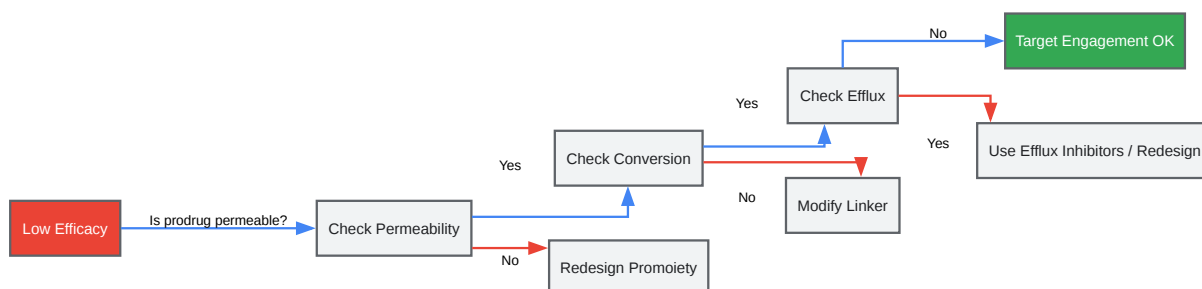 No
Target Engagement OK
Check Efflux
Yes
Yes
Use Efflux Inhibitors / Redesign
Check Conversion
Yes
No
Modify Linker
Low Efficacy
Is prodrug permeable?
Check Permeability
No
Redesign Promoiety